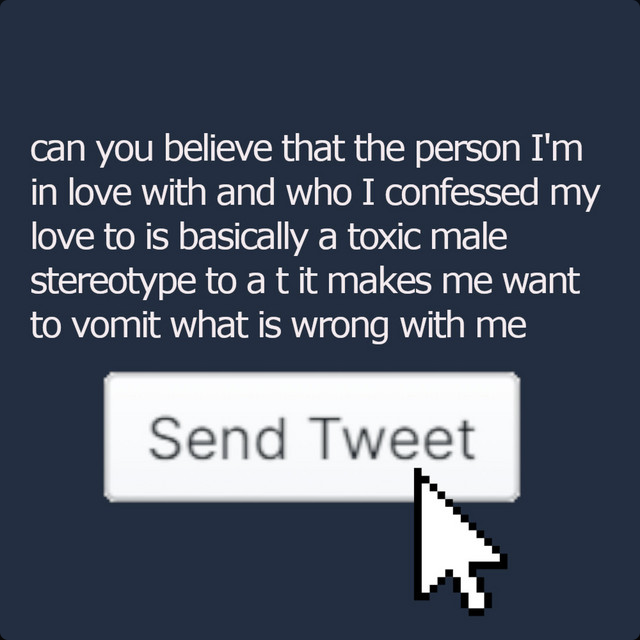 can you believe that the person I'm
in love with and who I confessed my
love to is basically a toxic male
stereotype to a t it makes me want
to vomit what is wrong with me
Send Tweet